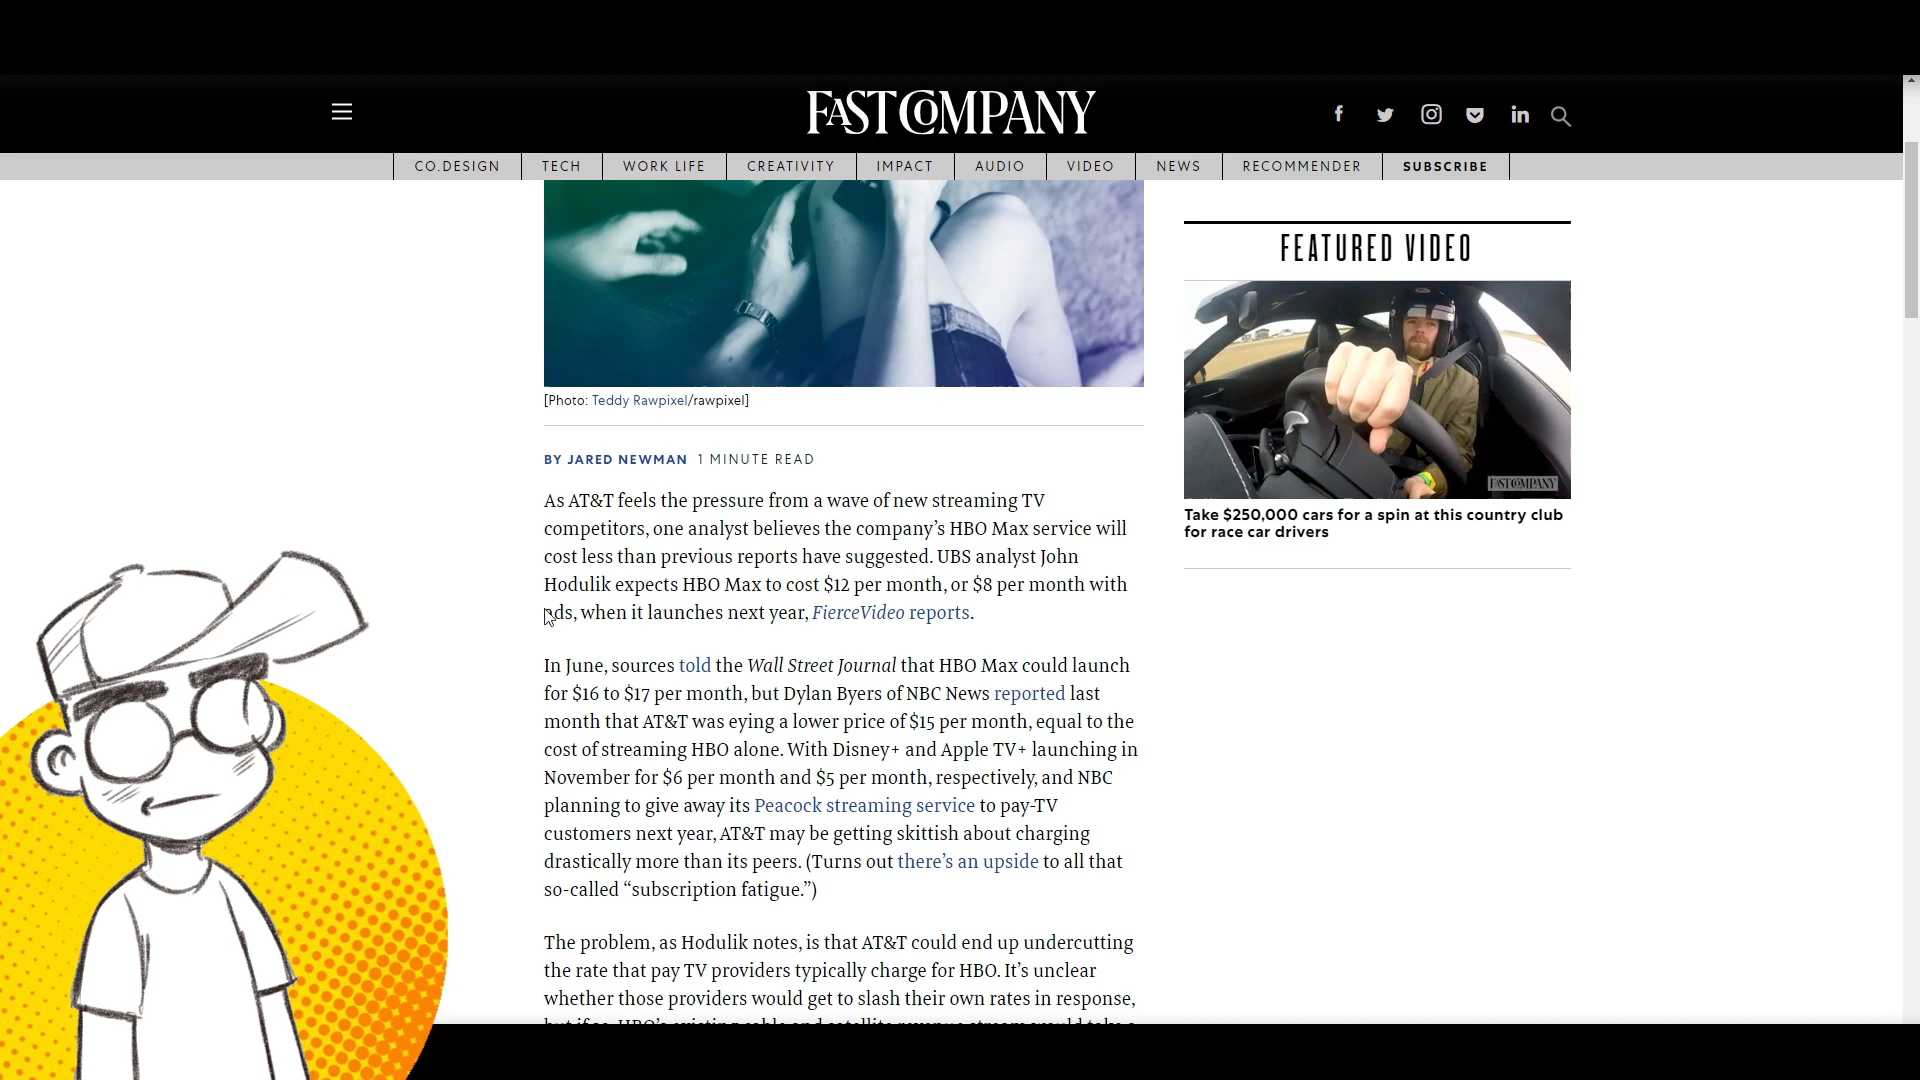 FAST COMPANY
CO.DESIGN
TECH
WORK LIFE
CREATIVITY
IMPACT
AUDIO
VIDEO
NEWS
RECOMMENDER
SUBSCRIBE
[Photo: Teddy Rawpixel/rawpixel]
BY JARED NEWMAN 1 MINUTE READ
As AT&T feels the pressure from a wave of new streaming TV
competitors, one analyst believes the company’s HBO Max service will
cost less than previous reports have suggested. UBS analyst John
Hodulik expects HBO Max to cost $12 per month, or $8 per month with
ads, when it launches next year, FierceVideo reports.
In June, sources told the Wall Street Journal that HBO Max could launch
for $16 to $17 per month, but Dylan Byers of NBC News reported last
month that AT&T was eying a lower price of $15 per month, equal to the
cost of streaming HBO alone. With Disney+ and Apple TV+ launching in
November for $6 per month and $5 per month, respectively, and NBC
planning to give away its Peacock streaming service to pay-TV
customers next year, AT&T may be getting skittish about charging
drastically more than its peers. (Turns out there’s an upside to all that
so-called “subscription fatigue.”)
The problem, as Hodulik notes, is that AT&T could end up undercutting
the rate that pay TV providers typically charge for HBO. It’s unclear
whether those providers would get to slash their own rates in response,
FEATURED VIDEO
FAST COMPANY
Take $250,000 cars for a spin at this country club
for race car drivers